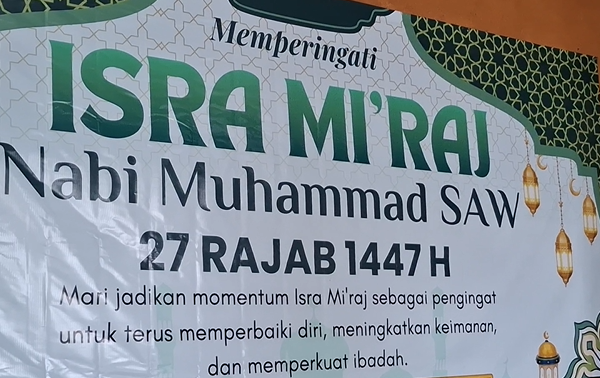 Memperingati
ISRA MI'RAJ
Nabi Muhammad SAW
27 RAJAB 1447 H
Mari jadikan momentum Isra Mi'raj sebagai pengingat
untuk terus memperbaiki diri, meningkatkan keimanan,
dan memperkuat ibadah.